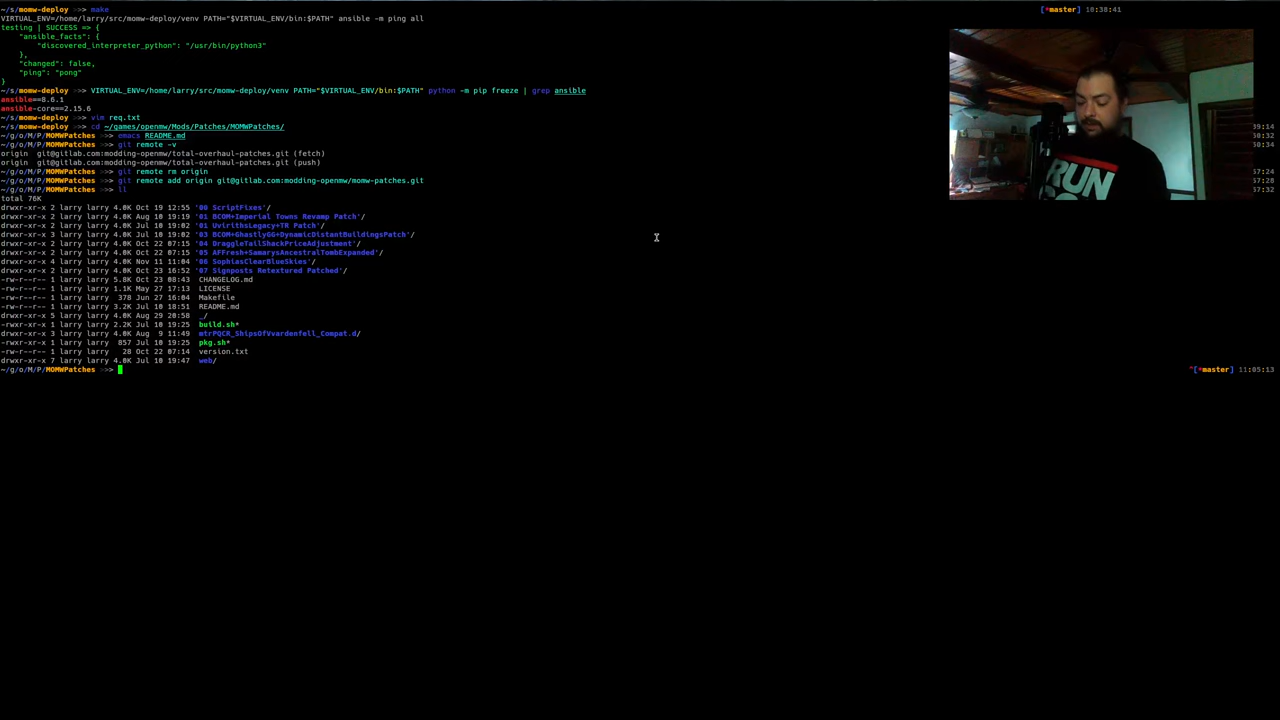 ~/s/momw-deploy >>> make [*master] 10:38:41
VIRTUAL_ENV=/home/larry/src/momw-deploy/venv PATH="$VIRTUAL_ENV/bin:$PATH" ansible -m ping all
testing | SUCCESS => {
    "ansible_facts": {
        "discovered_interpreter_python": "/usr/bin/python3"
    },
    "changed": false,
    "ping": "pong"
}
~/s/momw-deploy >>> VIRTUAL_ENV=/home/larry/src/momw-deploy/venv PATH="$VIRTUAL_ENV/bin:$PATH" python -m pip freeze | grep ansible
ansible==8.6.1
ansible-core==2.15.6
~/s/momw-deploy >>> vim req.txt
~/s/momw-deploy >>> cd ~/games/openmw/Mods/Patches/MOMWPatches/
~/g/o/M/P/MOMWPatches >>> emacs README.md
~/g/o/M/P/MOMWPatches >>> git remote -v
origin  git@gitlab.com:modding-openmw/total-overhaul-patches.git (fetch)
origin  git@gitlab.com:modding-openmw/total-overhaul-patches.git (push)
~/g/o/M/P/MOMWPatches >>> git remote rm origin
~/g/o/M/P/MOMWPatches >>> git remote add origin git@gitlab.com:modding-openmw/momw-patches.git
~/g/o/M/P/MOMWPatches >>> ll
total 76K
drwxr-xr-x 2 larry larry 4.0K Oct 19 12:55 '00 ScriptFixes'/
drwxr-xr-x 2 larry larry 4.0K Aug 10 19:19 '01 BCOM+Imperial Towns Revamp Patch'/
drwxr-xr-x 2 larry larry 4.0K Jul 10 19:02 '01 UvirithsLegacy+TR Patch'/
drwxr-xr-x 3 larry larry 4.0K Jul 10 19:02 '03 BCOM+GhastlyGG+DynamicDistantBuildingsPatch'/
drwxr-xr-x 2 larry larry 4.0K Oct 22 07:15 '04 DraggleTailShackPriceAdjustment'/
drwxr-xr-x 2 larry larry 4.0K Oct 22 07:15 '05 AFFresh+SamarysAncestralTombExpanded'/
drwxr-xr-x 4 larry larry 4.0K Nov 11 11:04 '06 SophiasClearBlueSkies'/
drwxr-xr-x 2 larry larry 4.0K Oct 23 16:52 '07 Signposts Retextured Patched'/
-rw-r--r-- 1 larry larry 5.8K Oct 23 08:43 CHANGELOG.md
-rw-r--r-- 1 larry larry 1.1K May 27 17:13 LICENSE
-rw-r--r-- 1 larry larry  378 Jun 27 16:04 Makefile
-rw-r--r-- 1 larry larry 3.2K Jul 10 18:51 README.md
drwxr-xr-x 5 larry larry 4.0K Aug 29 20:58 _/
-rwxr-xr-x 1 larry larry 2.2K Jul 10 19:25 build.sh*
drwxr-xr-x 3 larry larry 4.0K Aug  9 11:49 mtrPQCR_ShipsOfVvardenfell_Compat.d/
-rwxr-xr-x 1 larry larry  857 Jul 10 19:25 pkg.sh*
-rw-r--r-- 1 larry larry   28 Oct 22 07:14 version.txt
drwxr-xr-x 7 larry larry 4.0K Jul 10 19:47 web/
~/g/o/M/P/MOMWPatches >>> ^[*master] 11:05:13
RUN